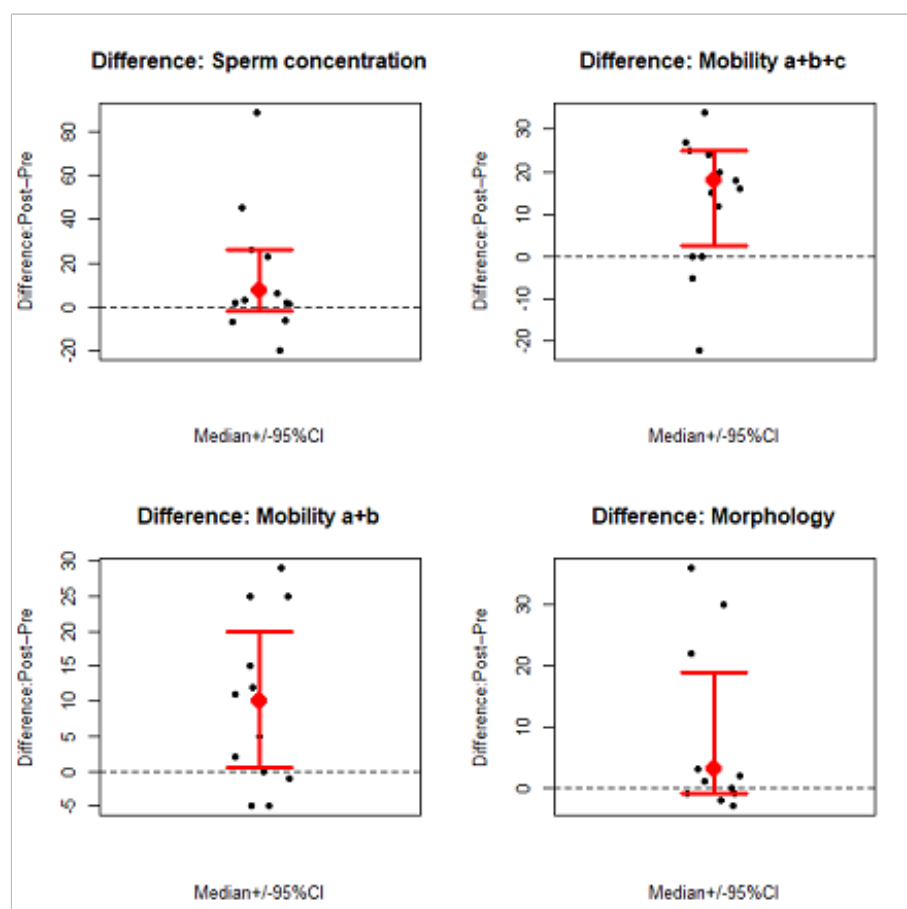 Difference: Sperm concentration
Difference:Post-Pre
80
60
40
20
0
-20
Median+/-95%CI
Difference: Mobility a+b+c
Difference:Post-Pre
30
20
10
0
-10
-20
Median+/-95%CI
Difference: Mobility a+b
Difference:Post-Pre
30
25
20
15
10
5
0
-5
Median+/-95%CI
Difference: Morphology
Difference:Post-Pre
30
20
10
0
Median+/-95%CI